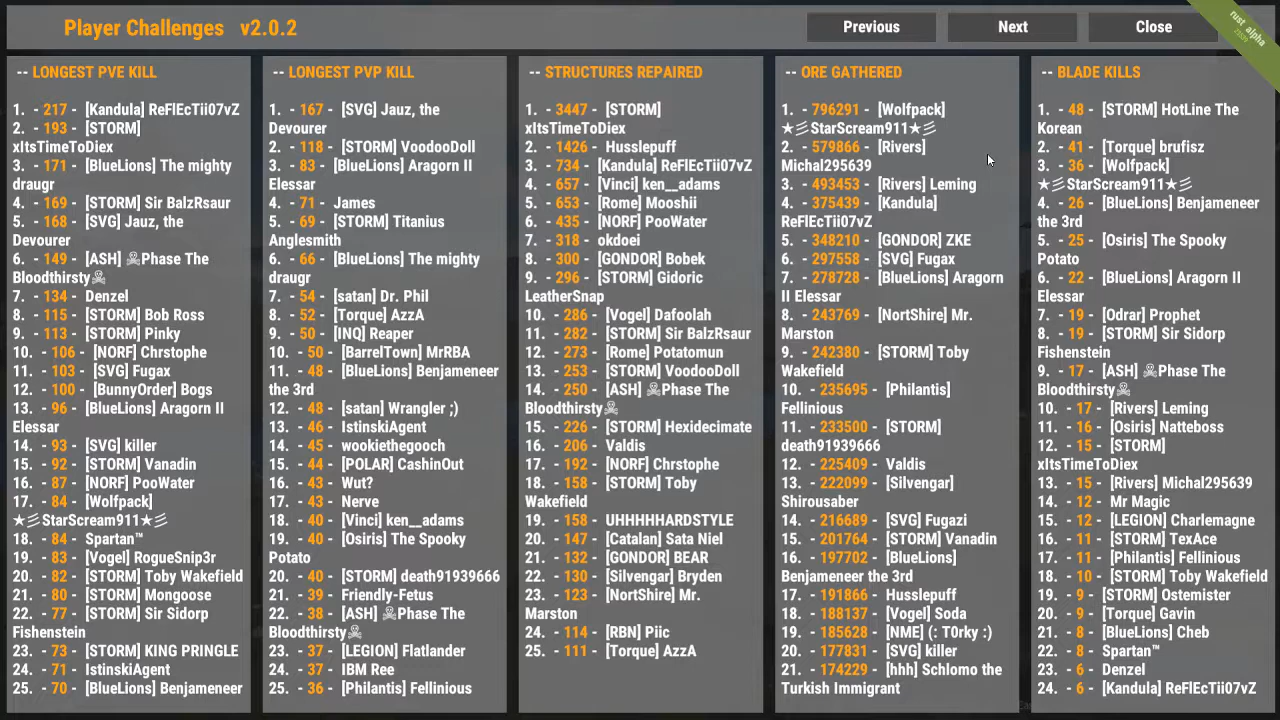 Player Challenges v2.0.2
Previous
Next
Close
rust_alpha
-- LONGEST PVE KILL
1. - 217 - [Kandula] ReFlEcTii07vZ
2. - 193 - [STORM]
xItsTimeToDiex
3. - 171 - [BlueLions] The mighty
draugr
4. - 169 - [STORM] Sir BalzRsaur
5. - 168 - [SVG] Jauz, the
Devourer
6. - 149 - [ASH] ☠Phase The
Bloodthirsty☠
7. - 134 - Denzel
8. - 115 - [STORM] Bob Ross
9. - 113 - [STORM] Pinky
10. - 106 - [NORF] Chrstophe
11. - 103 - [SVG] Fugax
12. - 100 - [BunnyOrder] Bogs
13. - 96 - [BlueLions] Aragorn II
Elessar
14. - 93 - [SVG] killer
15. - 92 - [STORM] Vanadin
16. - 87 - [NORF] PooWater
17. - 84 - [Wolfpack]
★彡StarScream911★彡
18. - 84 - Spartan™
19. - 83 - [Vogel] RogueSnip3r
20. - 82 - [STORM] Toby Wakefield
21. - 80 - [STORM] Mongoose
22. - 77 - [STORM] Sir Sidorp
Fishenstein
23. - 73 - [STORM] KING PRINGLE
24. - 71 - IstinskiAgent
25. - 70 - [BlueLions] Benjameneer
-- LONGEST PVP KILL
1. - 167 - [SVG] Jauz, the
Devourer
2. - 118 - [STORM] VoodooDoll
3. - 83 - [BlueLions] Aragorn II
Elessar
4. - 71 - James
5. - 69 - [STORM] Titanius
Anglesmith
6. - 66 - [BlueLions] The mighty
draugr
7. - 54 - [satan] Dr. Phil
8. - 52 - [Torque] AzzA
9. - 50 - [INQ] Reaper
10. - 50 - [BarrelTown] MrRBA
11. - 48 - [BlueLions] Benjameneer
the 3rd
12. - 48 - [satan] Wrangler ;)
13. - 46 - IstinskiAgent
14. - 45 - wookiethegooch
15. - 44 - [POLAR] CashinOut
16. - 43 - Wut?
17. - 43 - Nerve
18. - 40 - [Vinci] ken__adams
19. - 40 - [Osiris] The Spooky
Potato
20. - 40 - [STORM] death91939666
21. - 39 - Friendly-Fetus
22. - 38 - [ASH] ☠Phase The
Bloodthirsty☠
23. - 37 - [LEGION] Flatlander
24. - 37 - IBM Ree
25. - 36 - [Philantis] Fellinious
-- STRUCTURES REPAIRED
1. - 3447 - [STORM]
xItsTimeToDiex
2. - 1426 - Husslepuff
3. - 734 - [Kandula] ReFlEcTii07vZ
4. - 657 - [Vinci] ken__adams
5. - 653 - [Rome] Mooshii
6. - 435 - [NORF] PooWater
7. - 318 - okdoei
8. - 300 - [GONDOR] Bobek
9. - 296 - [STORM] Gidoric
LeatherSnap
10. - 286 - [Vogel] Dafoolah
11. - 282 - [STORM] Sir BalzRsaur
12. - 273 - [Rome] Potatomun
13. - 253 - [STORM] VoodooDoll
14. - 250 - [ASH] ☠Phase The
Bloodthirsty☠
15. - 226 - [STORM] Hexidecimate
16. - 206 - Valdis
17. - 192 - [NORF] Chrstophe
18. - 158 - [STORM] Toby
Wakefield
19. - 158 - UHHHHHARDSTYLE
20. - 147 - [Catalan] Sata Niel
21. - 132 - [GONDOR] BEAR
22. - 130 - [Silvengar] Bryden
23. - 123 - [NortShire] Mr.
Marston
24. - 114 - [RBN] Piic
25. - 111 - [Torque] AzzA
-- ORE GATHERED
1. - 796291 - [Wolfpack]
★彡StarScream911★彡
2. - 579866 - [Rivers]
Michal295639
3. - 493453 - [Rivers] Leming
4. - 375439 - [Kandula]
ReFlEcTii07vZ
5. - 348210 - [GONDOR] ZKE
6. - 297558 - [SVG] Fugax
7. - 278728 - [BlueLions] Aragorn
II Elessar
8. - 243769 - [NortShire] Mr.
Marston
9. - 242380 - [STORM] Toby
Wakefield
10. - 235695 - [Philantis]
Fellinious
11. - 233500 - [STORM]
death91939666
12. - 225409 - Valdis
13. - 222099 - [Silvengar]
Shirousaber
14. - 216689 - [SVG] Fugazi
15. - 201764 - [STORM] Vanadin
16. - 197702 - [BlueLions]
Benjameneer the 3rd
17. - 191866 - Husslepuff
18. - 188137 - [Vogel] Soda
19. - 185628 - [NME] (: T0rky :)
20. - 177831 - [SVG] killer
21. - 174229 - [hhh] Schlomo the
Turkish Immigrant
-- BLADE KILLS
1. - 48 - [STORM] HotLine The
Korean
2. - 41 - [Torque] brufisz
3. - 36 - [Wolfpack]
★彡StarScream911★彡
4. - 26 - [BlueLions] Benjameneer
the 3rd
5. - 25 - [Osiris] The Spooky
Potato
6. - 22 - [BlueLions] Aragorn II
Elessar
7. - 19 - [Odrar] Prophet
8. - 19 - [STORM] Sir Sidorp
Fishenstein
9. - 17 - [ASH] ☠Phase The
Bloodthirsty☠
10. - 17 - [Rivers] Leming
11. - 16 - [Osiris] Natteboss
12. - 15 - [STORM]
xItsTimeToDiex
13. - 15 - [Rivers] Michal295639
14. - 12 - Mr Magic
15. - 12 - [LEGION] Charlemagne
16. - 11 - [STORM] TexAce
17. - 11 - [Philantis] Fellinious
18. - 10 - [STORM] Toby Wakefield
19. - 9 - [STORM] Ostemister
20. - 9 - [Torque] Gavin
21. - 8 - [BlueLions] Cheb
22. - 8 - Spartan™
23. - 6 - Denzel
24. - 6 - [Kandula] ReFlEcTii07vZ